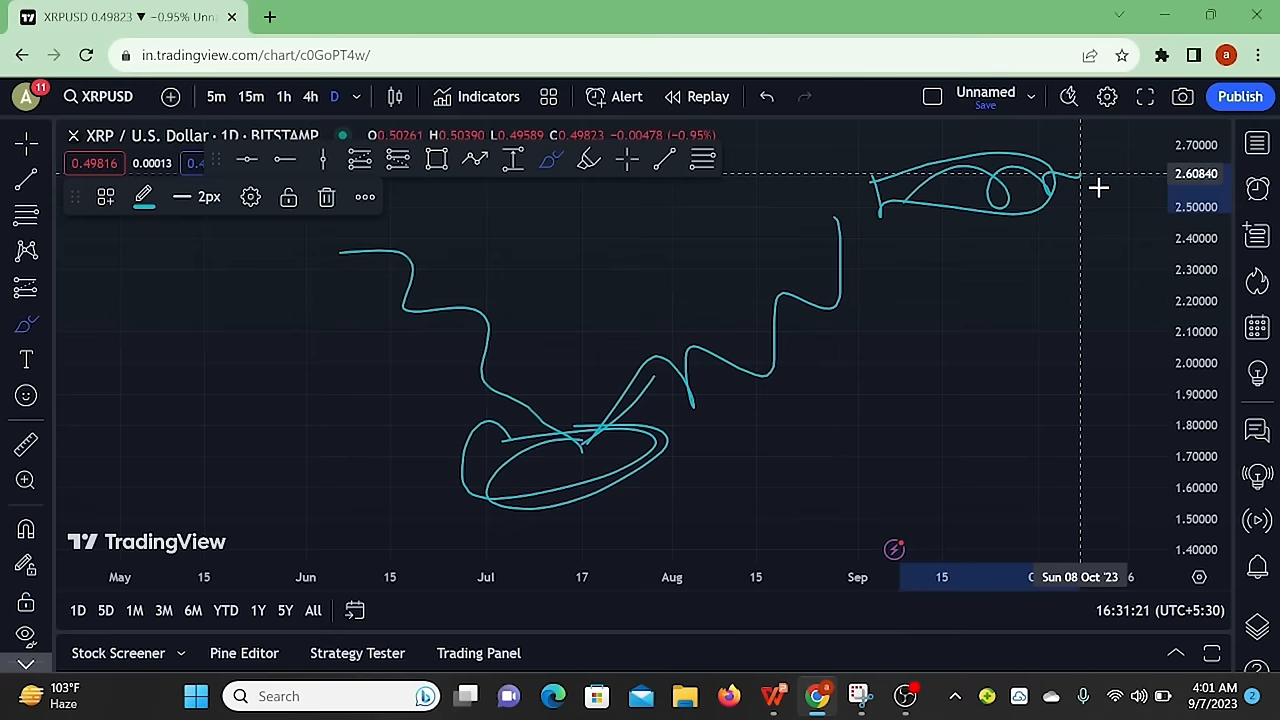 XRPUSD 0.49823 ▼ −0.95% Unna
in.tradingview.com/chart/c0GoPT4w/
a
A 11 XRPUSD 5m 15m 1h 4h D Indicators Alert Replay Unnamed Save Publish
XRP / U.S. Dollar · 1D · BITSTAMP O0.50261 H0.50390 L0.49589 C0.49823 −0.00478 (−0.95%)
0.49816 0.00013 0.4
2px
2.70000
2.60840
2.50000
2.40000
2.30000
2.20000
2.10000
2.00000
1.90000
1.80000
1.70000
1.60000
1.50000
1.40000
TradingView
May 15 Jun 15 Jul 17 Aug 15 Sep 15 Sun 08 Oct '23 6
1D 5D 1M 3M 6M YTD 1Y 5Y All 16:31:21 (UTC+5:30)
Stock Screener Pine Editor Strategy Tester Trading Panel
103°F
Haze
Search
4:01 AM
9/7/2023
2